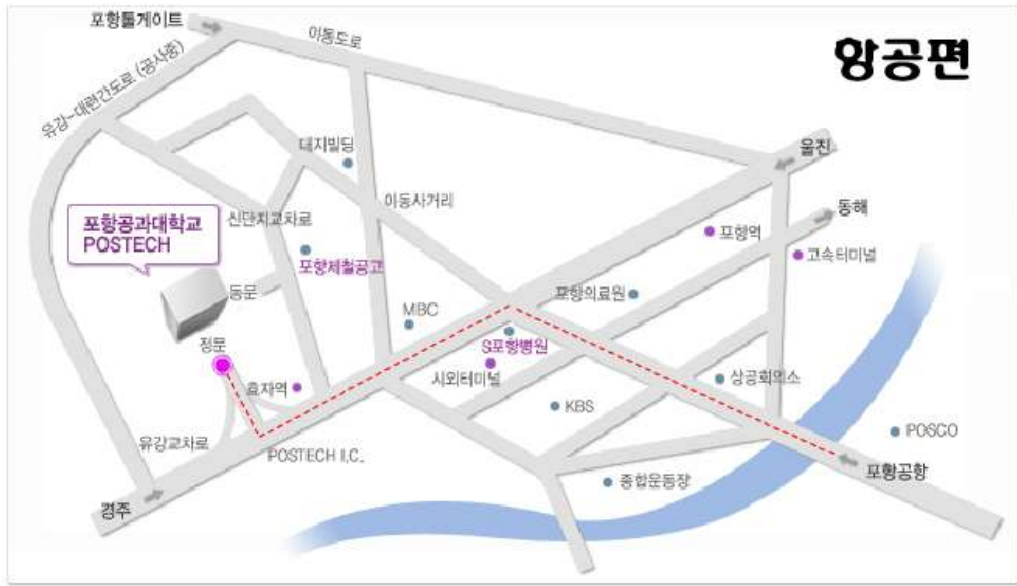 항공편
포항톨게이트
이동도로
유강-대련간도로 (공사중)
울진
대지빌딩
이동사거리
동해
포항공과대학교
POSTECH
신단지교차로
포항역
고속터미널
포항제철공고
동문
포항의료원
MBC
S포항병원
정문
시외터미널
상공회의소
효자역
KBS
POSCO
유강교차로
POSTECH I.C.
포항공항
종합운동장
경주